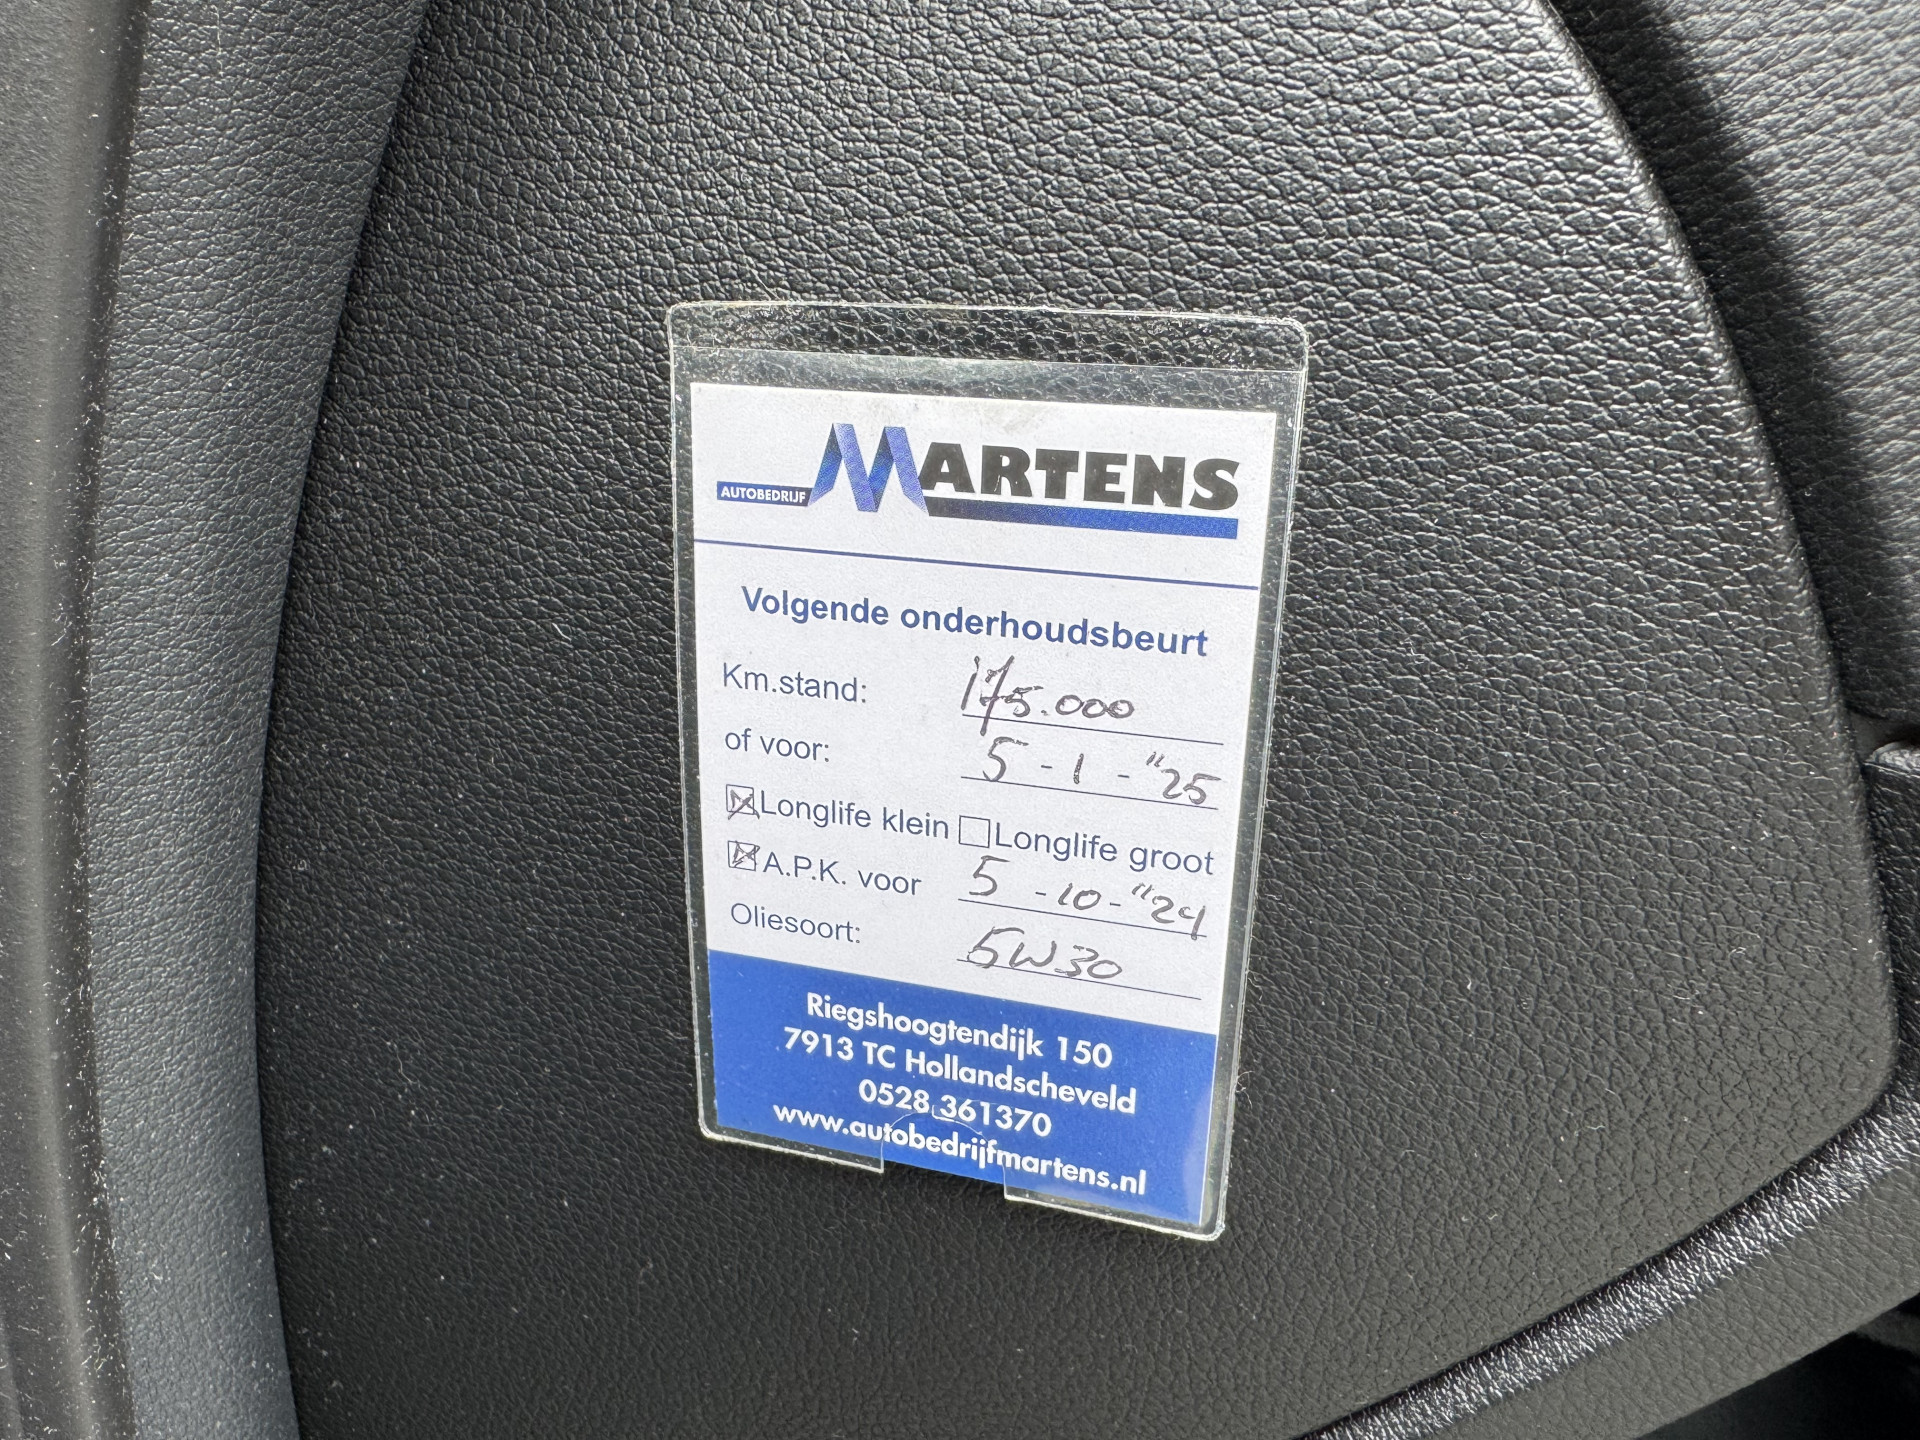 AUTOBEDRIJF MARTENS
Volgende onderhoudsbeurt
Km.stand: 175.000
of voor: 5-1-"25
Longlife klein Longlife groot
A.P.K. voor 5-10-"24
Oliesoort: 5W30
Riegshoogtendijk 150
7913 TC Hollandscheveld
0528 361370
www.autobedrijfmartens.nl